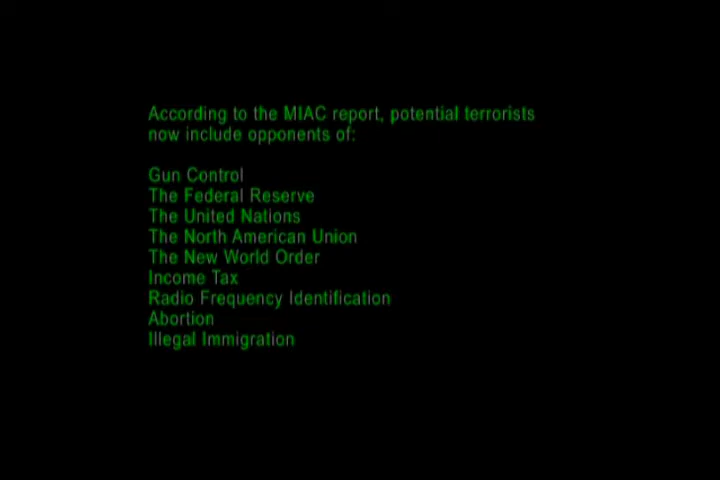 According to the MIAC report, potential terrorists
now include opponents of:
Gun Control
The Federal Reserve
The United Nations
The North American Union
The New World Order
Income Tax
Radio Frequency Identification
Abortion
Illegal Immigration